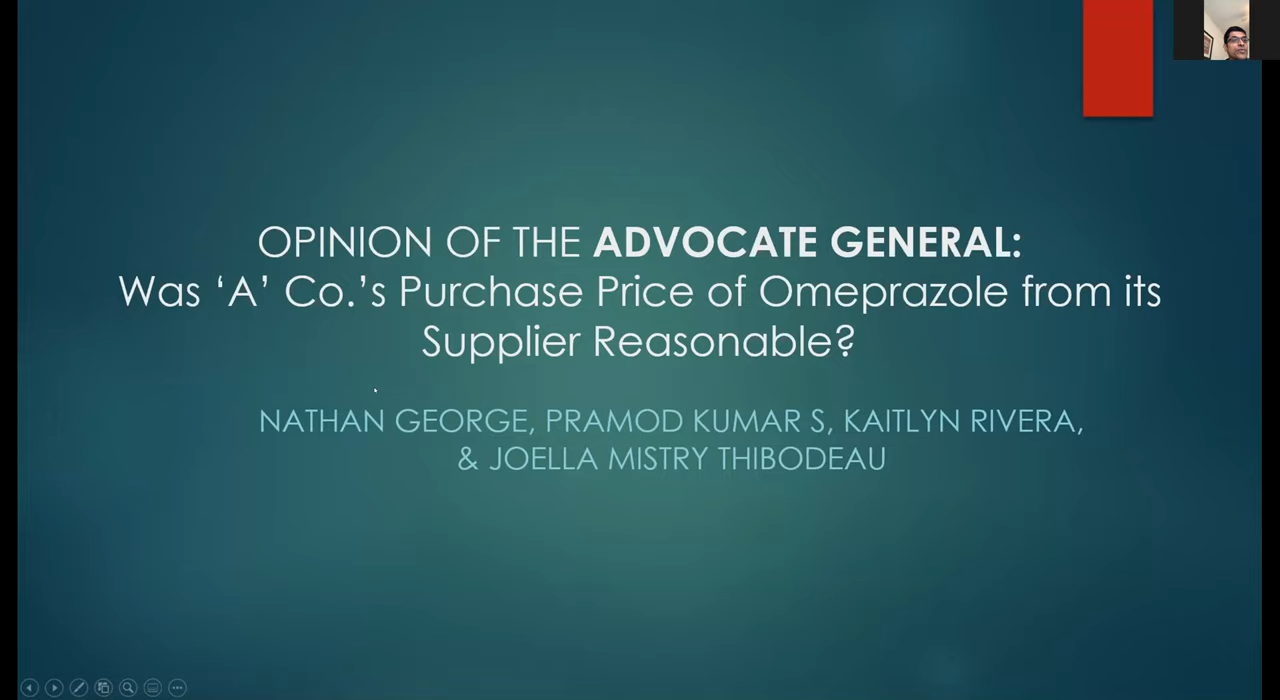 OPINION OF THE ADVOCATE GENERAL:
Was ‘A’ Co.’s Purchase Price of Omeprazole from its
Supplier Reasonable?
NATHAN GEORGE, PRAMOD KUMAR S, KAITLYN RIVERA,
& JOELLA MISTRY THIBODEAU